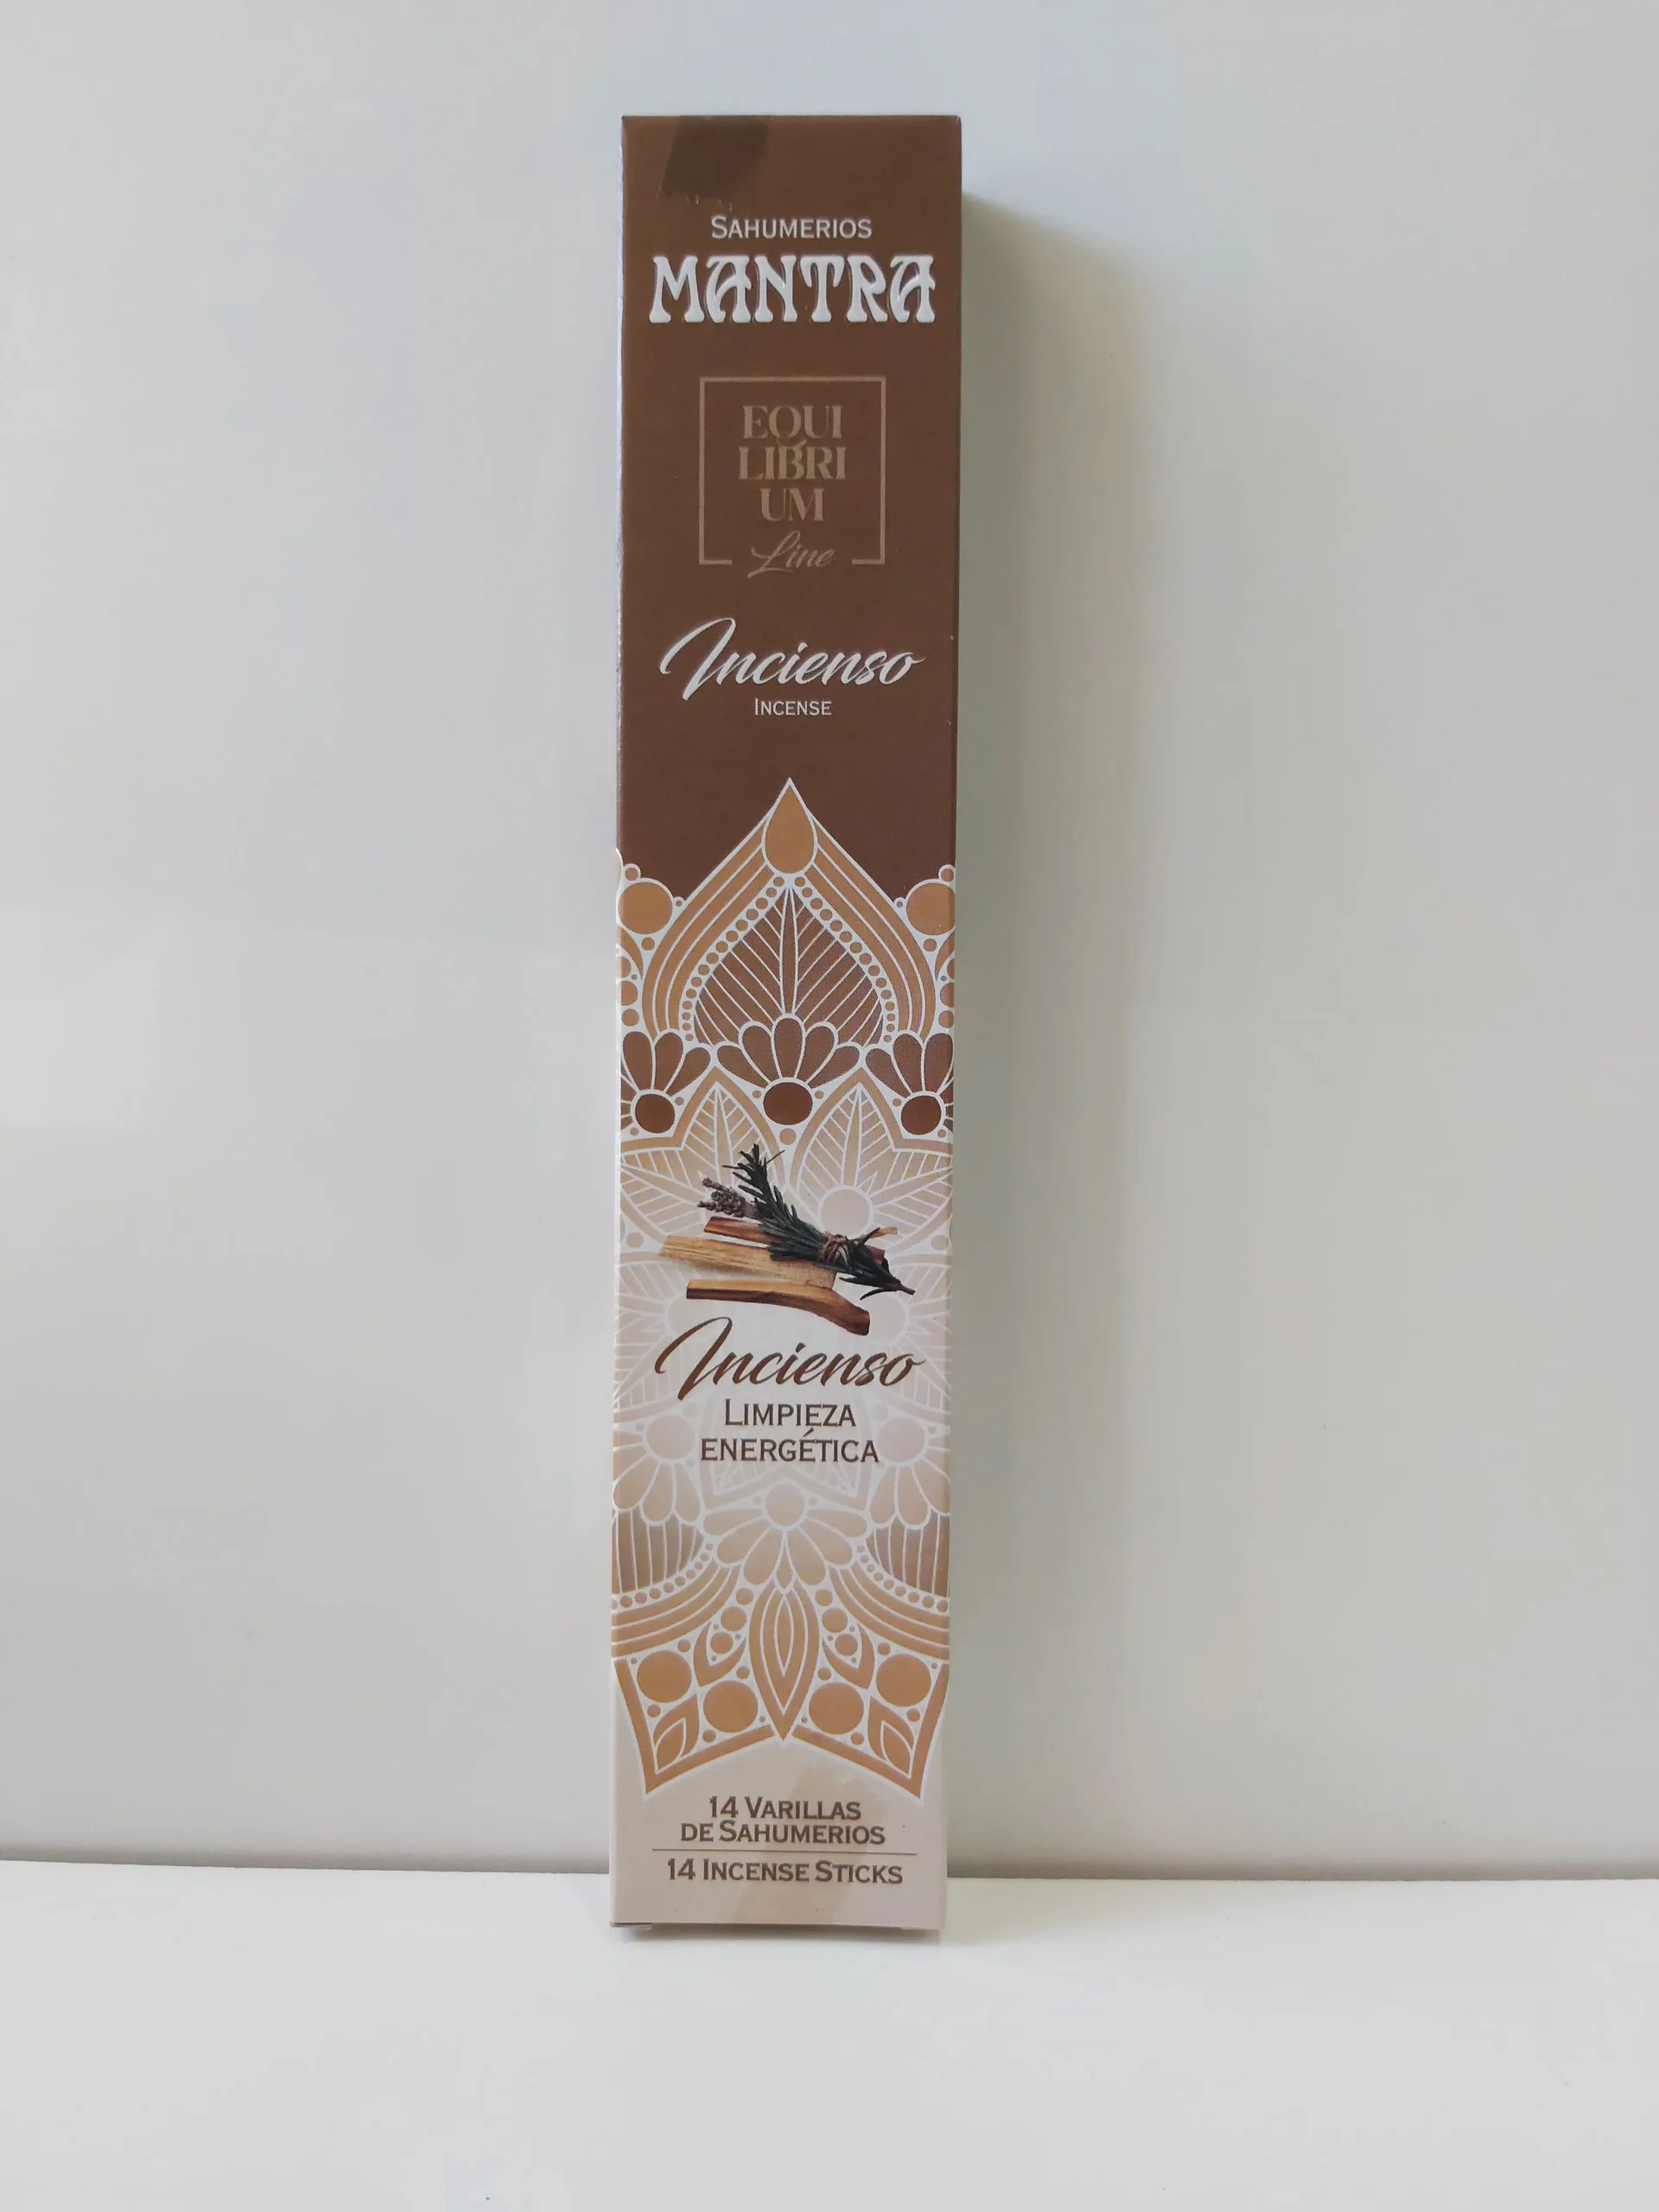 SAHUMERIOS
MANTRA
EQUI
LIBRI
UM
Line
Incienso
INCENSE
Incienso
LIMPIEZA
ENERGÉTICA
14 VARILLAS
DE SAHUMERIOS
14 INCENSE STICKS